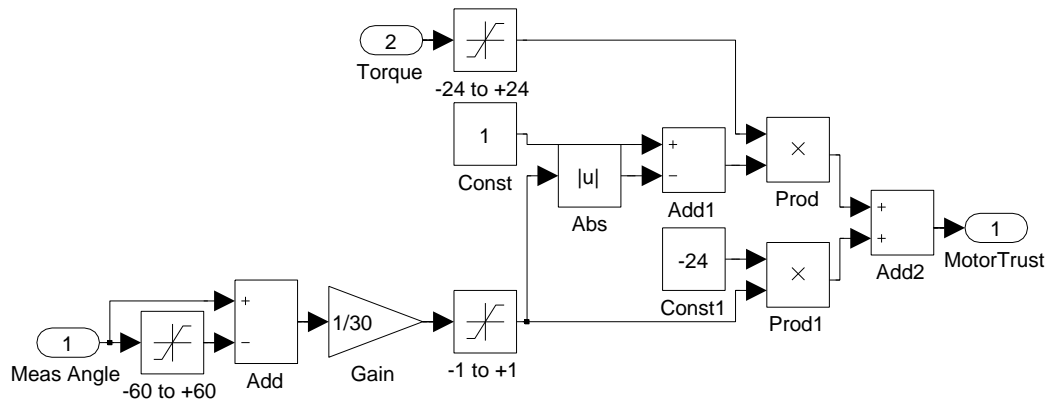 2
Torque
-24 to +24
1
Const
|u|
Abs
+
−
Add1
×
Prod
-24
Const1
×
Prod1
+
+
Add2
1
MotorTrust
1
Meas Angle
-60 to +60
+
−
Add
1/30
Gain
-1 to +1